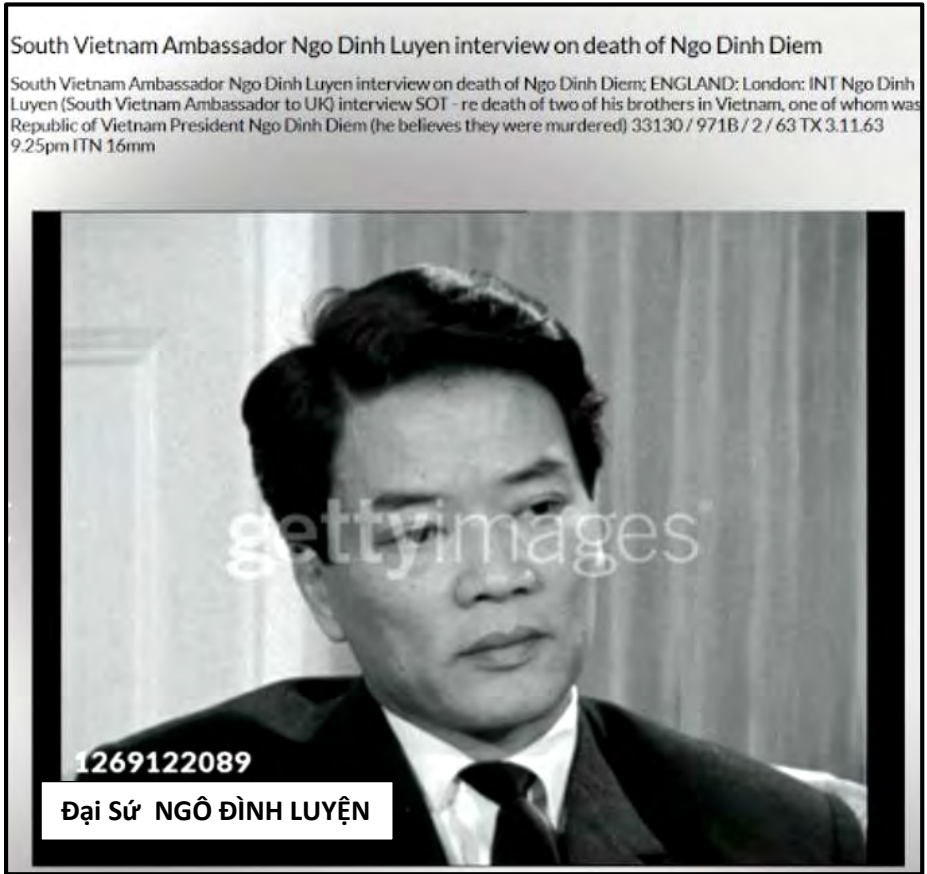 South Vietnam Ambassador Ngo Dinh Luyen interview on death of Ngo Dinh Diem
South Vietnam Ambassador Ngo Dinh Luyen interview on death of Ngo Dinh Diem; ENGLAND: London: INT Ngo Dinh
Luyen (South Vietnam Ambassador to UK) interview SOT - re death of two of his brothers in Vietnam, one of whom was
Republic of Vietnam President Ngo Dinh Diem (he believes they were murdered) 33130 / 971B / 2 / 63 TX 3.11.63
9.25pm ITN 16mm
gettyimages
1269122089
Đại Sứ NGÔ ĐÌNH LUYỆN